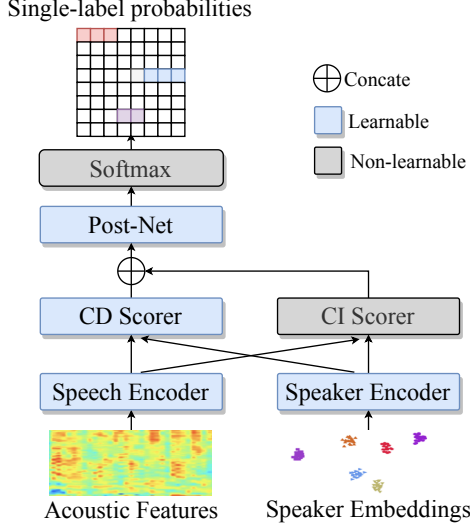 Single-label probabilities
Concate
Learnable
Non-learnable
Softmax
Post-Net
CD Scorer
CI Scorer
Speech Encoder
Speaker Encoder
Acoustic Features
Speaker Embeddings